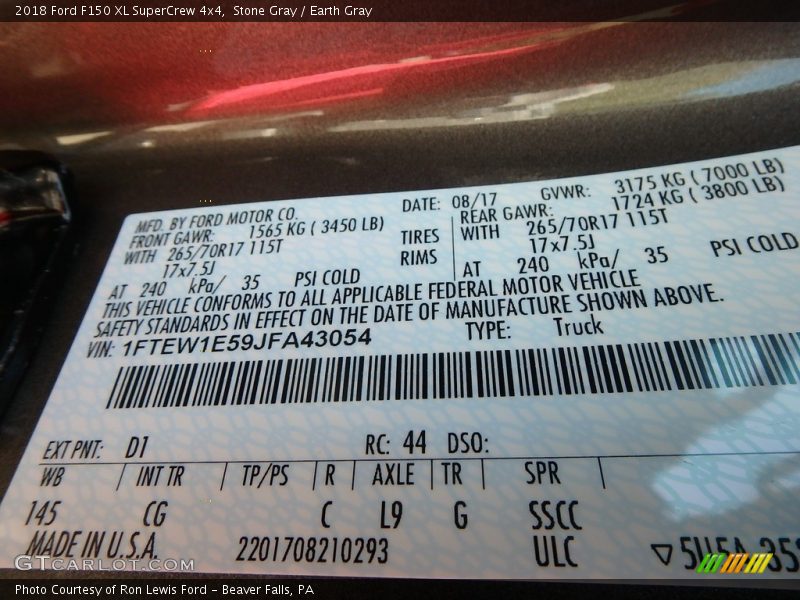 2018 Ford F150 XL SuperCrew 4x4, Stone Gray / Earth Gray
MFD. BY FORD MOTOR CO. DATE: 08/17 GVWR: 3175 KG ( 7000 LB)
FRONT GAWR: 1565 KG ( 3450 LB) REAR GAWR: 1724 KG ( 3800 LB)
WITH 265/70R17 115T TIRES WITH 265/70R17 115T
17x7.5J RIMS 17x7.5J
AT 240 kPa/ 35 PSI COLD AT 240 kPa/ 35 PSI COLD
THIS VEHICLE CONFORMS TO ALL APPLICABLE FEDERAL MOTOR VEHICLE
SAFETY STANDARDS IN EFFECT ON THE DATE OF MANUFACTURE SHOWN ABOVE.
VIN: 1FTEW1E59JFA43054 TYPE: Truck
EXT PNT: D1 RC: 44 DSO:
WB INT TR TP/PS R AXLE TR SPR
145 CG C L9 G SSCC
MADE IN U.S.A. 2201708210293 ULC
GTCarLot.com
Photo Courtesy of Ron Lewis Ford - Beaver Falls, PA